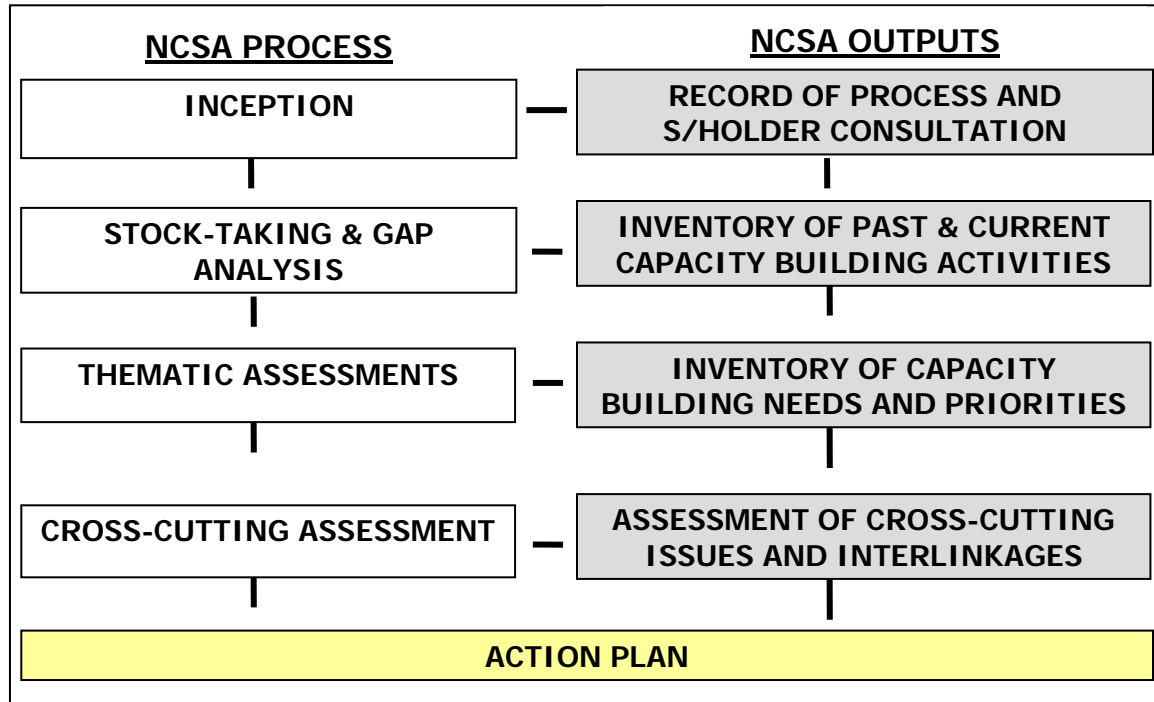 NCSA PROCESS
NCSA OUTPUTS
INCEPTION
RECORD OF PROCESS AND
S/HOLDER CONSULTATION
STOCK-TAKING & GAP
ANALYSIS
INVENTORY OF PAST & CURRENT
CAPACITY BUILDING ACTIVITIES
THEMATIC ASSESSMENTS
INVENTORY OF CAPACITY
BUILDING NEEDS AND PRIORITIES
CROSS-CUTTING ASSESSMENT
ASSESSMENT OF CROSS-CUTTING
ISSUES AND INTERLINKAGES
ACTION PLAN